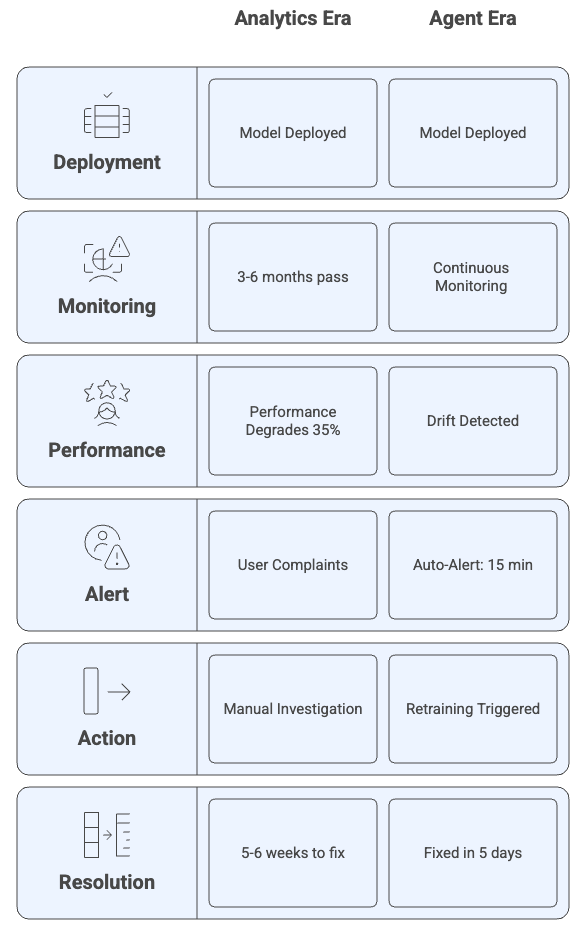 Analytics Era
Agent Era
Deployment
Model Deployed
Model Deployed
Monitoring
3-6 months pass
Continuous
Monitoring
Performance
Performance
Degrades 35%
Drift Detected
Alert
User Complaints
Auto-Alert: 15 min
Action
Manual Investigation
Retraining Triggered
Resolution
5-6 weeks to fix
Fixed in 5 days